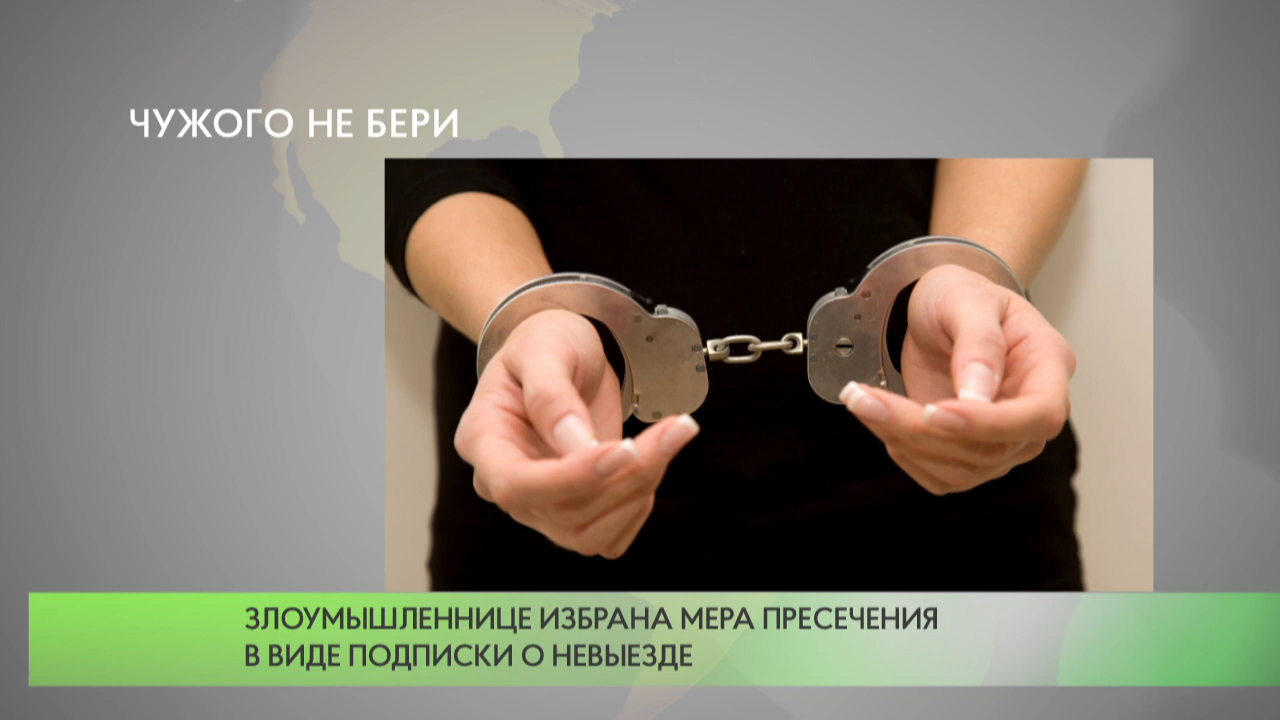 ЧУЖОГО НЕ БЕРИ
ЗЛОУМЫШЛЕННИЦЕ ИЗБРАНА МЕРА ПРЕСЕЧЕНИЯ
В ВИДЕ ПОДПИСКИ О НЕВЫЕЗДЕ